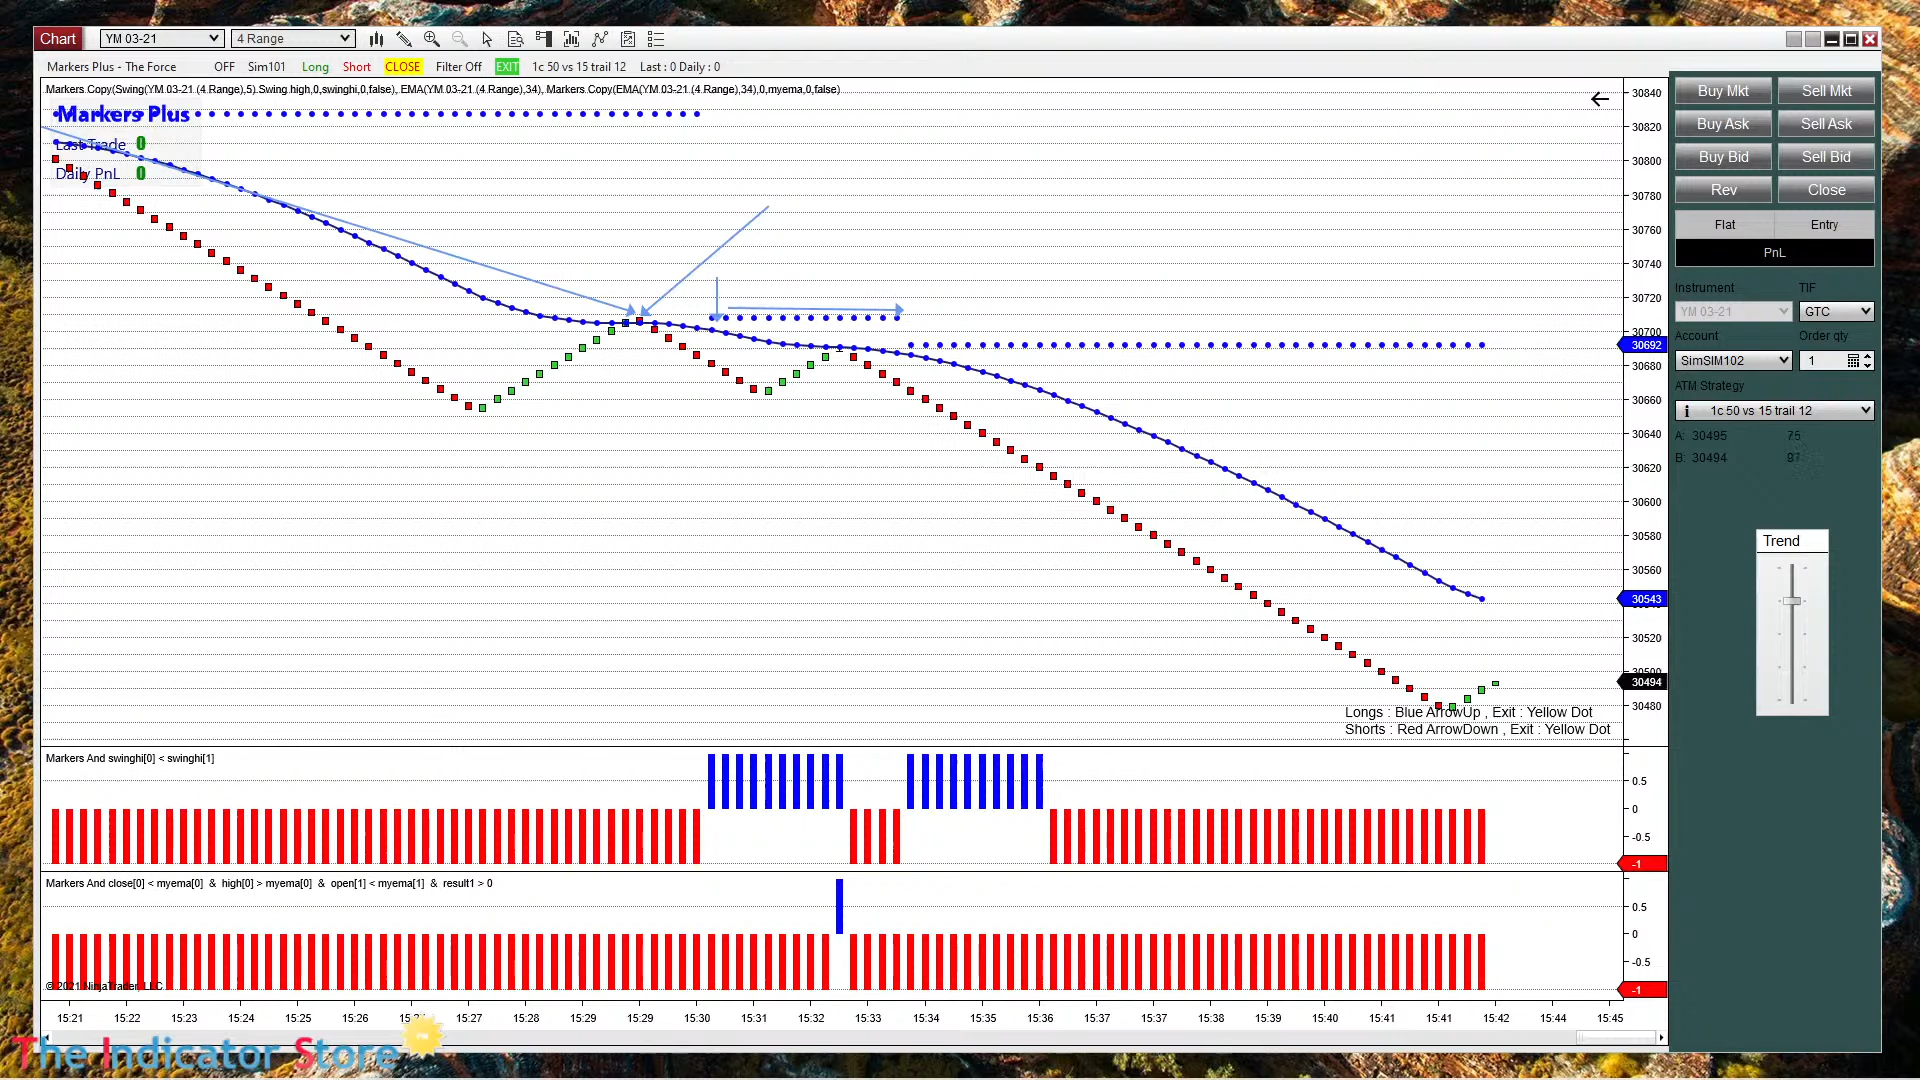 Chart YM 03-21 4 Range
Markers Plus - The Force OFF Sim101 Long Short CLOSE Filter Off EXIT 1c 50 vs 15 trail 12 Last : 0 Daily : 0
Markers.Copy(Swing(YM 03-21 (4 Range),5).Swing.high,0,swinghi,0,false), EMA(YM 03-21 (4 Range),34), Markers.Copy(EMA(YM 03-21 (4 Range),34),0,myema,0,false)
Markers Plus
Last Trade 0
Daily PnL 0
30840
30820
30800
30780
30760
30740
30720
30700
30692
30680
30660
30640
30620
30600
30580
30560
30543
30520
30500
30494
30480
Longs : Blue ArrowUp , Exit : Yellow Dot
Shorts : Red ArrowDown , Exit : Yellow Dot
Markers And swinghi[0] < swinghi[1]
0.5
0
-0.5
-1
Markers And close[0] < myema[0] & high[0] > myema[0] & open[1] < myema[1] & result1 > 0
0.5
0
-0.5
-1
© 2021 NinjaTrader, LLC
15:21 15:22 15:23 15:24 15:25 15:26 15:27 15:28 15:29 15:29 15:30 15:31 15:32 15:33 15:34 15:35 15:36 15:37 15:38 15:39 15:40 15:41 15:41 15:42 15:44 15:45
The Indicator Store
Buy Mkt Sell Mkt
Buy Ask Sell Ask
Buy Bid Sell Bid
Rev Close
Flat Entry
PnL
Instrument TIF
YM 03-21 GTC
Account Order qty
SimSIM102 1
ATM Strategy
1c 50 vs 15 trail 12
A: 30495 75
B: 30494
Trend